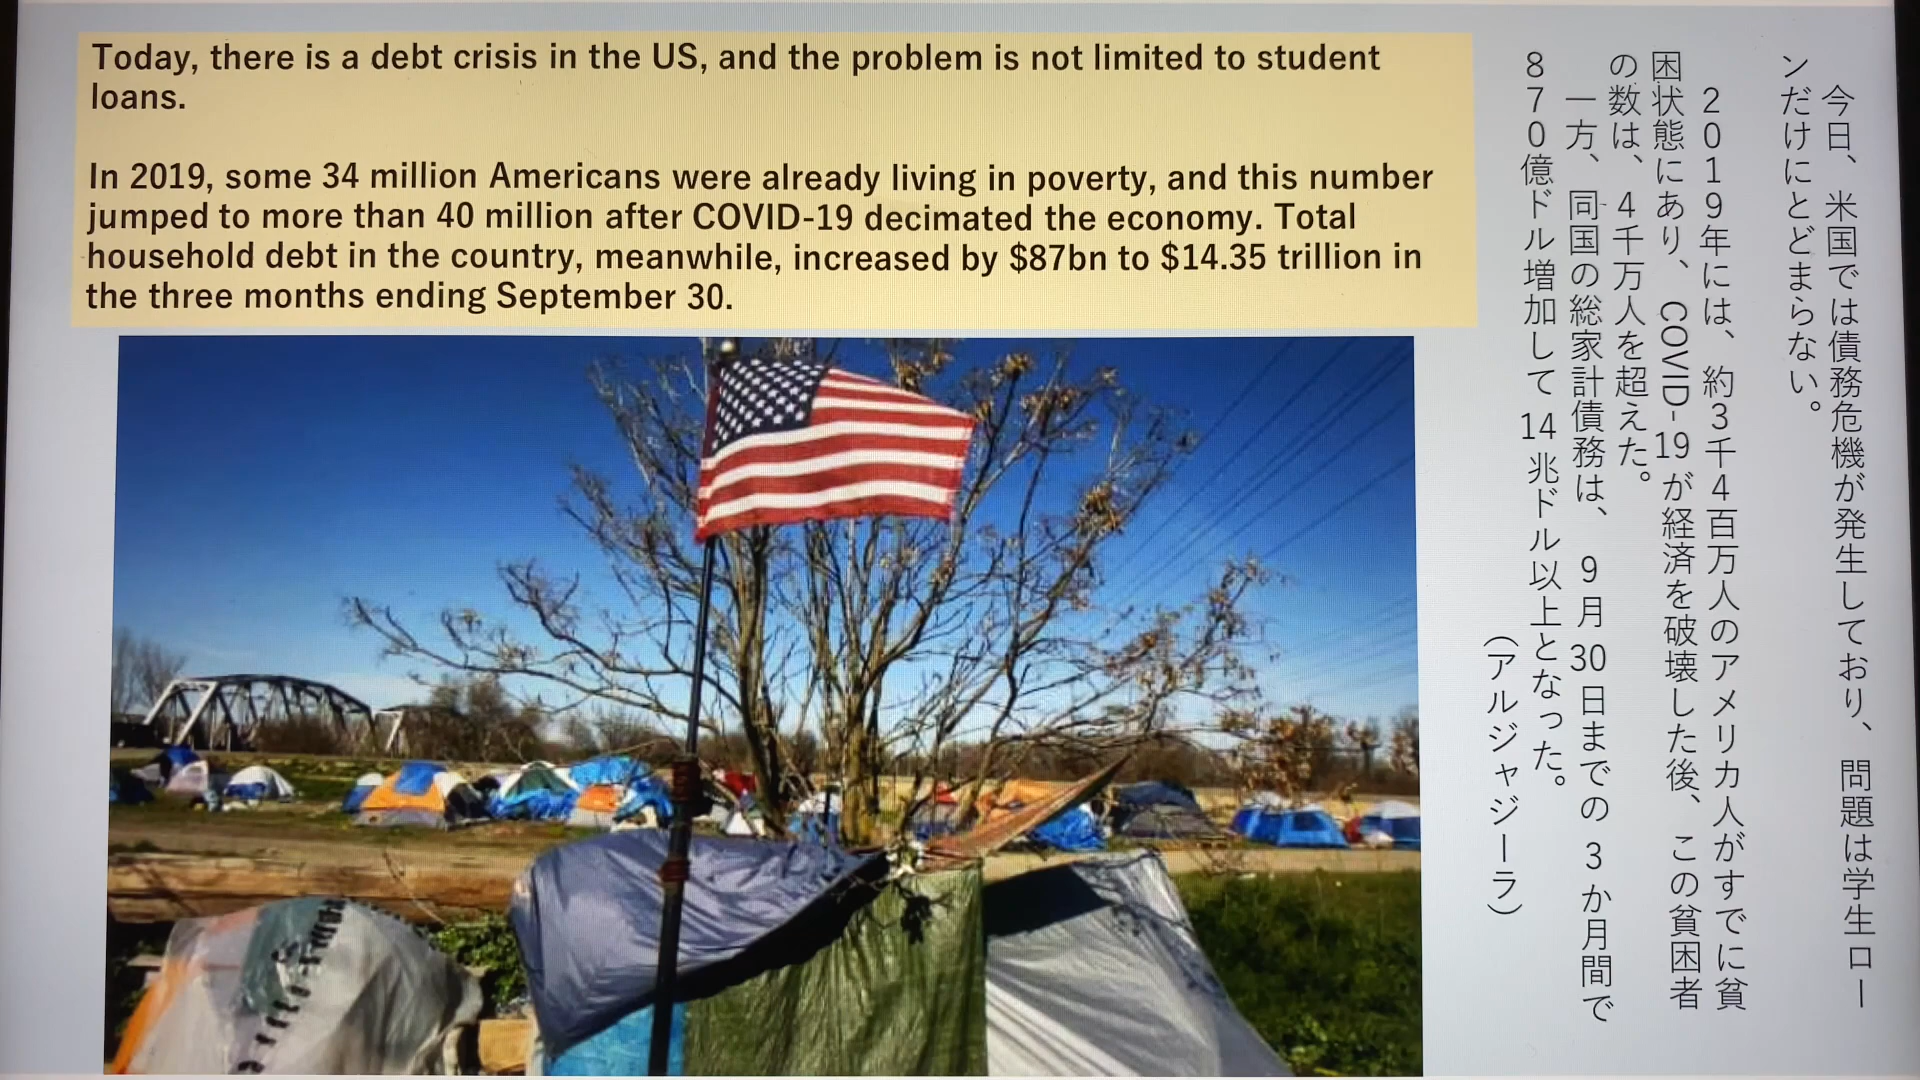 Today, there is a debt crisis in the US, and the problem is not limited to student
loans.
In 2019, some 34 million Americans were already living in poverty, and this number
jumped to more than 40 million after COVID-19 decimated the economy. Total
household debt in the country, meanwhile, increased by $87bn to $14.35 trillion in
the three months ending September 30.
今日、米国では債務危機が発生しており、問題は学生ロー
ンだけにとどまらない。
2019年には、約3千4百万人のアメリカ人がすでに貧
困状態にあり、COVID-19が経済を破壊した後、この貧困者
の数は、4千万人を超えた。
一方、同国の総家計債務は、9月30日までの3か月間で
870億ドル増加して14兆ドル以上となった。
（アルジャジーラ）